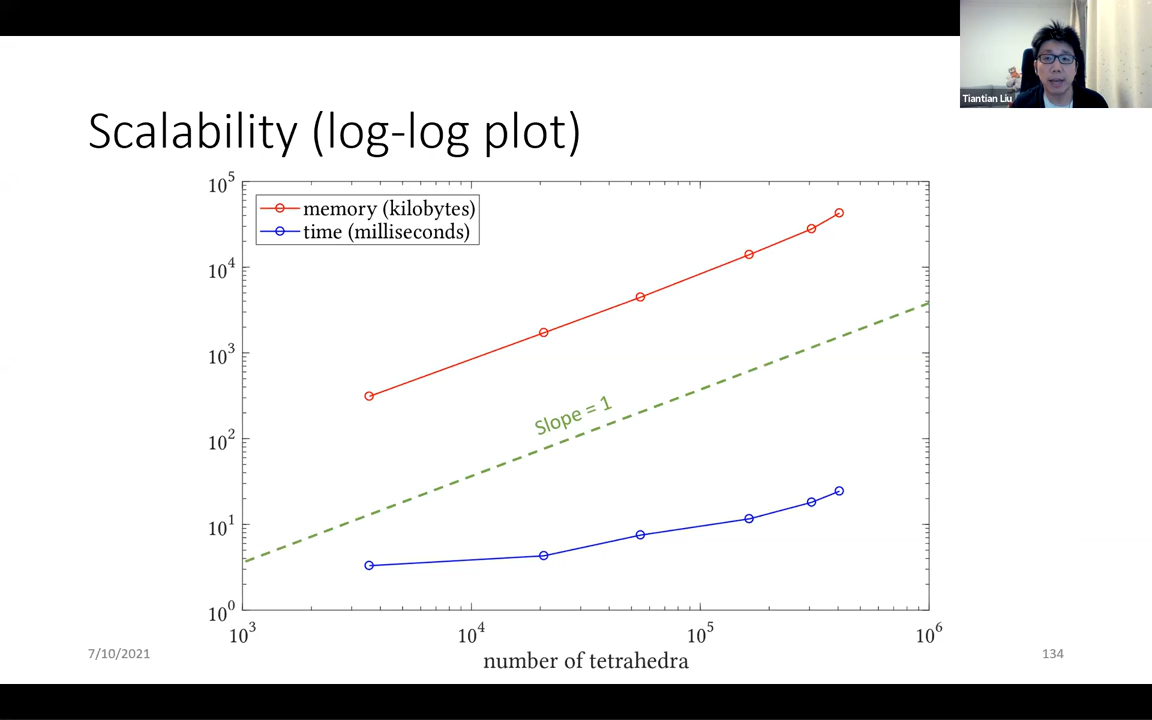 Tiantian Liu
Scalability (log-log plot)
10^5
memory (kilobytes)
time (milliseconds)
10^4
10^3
Slope = 1
10^2
10^1
10^0
10^3 10^4 10^5 10^6
number of tetrahedra
7/10/2021
134